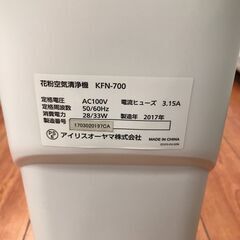 花粉空気清浄機 KFN-700
定格電圧 AC100V 電流ヒューズ 3.15A
定格周波数 50/60Hz
消費電力 28/33W 製造年 2017年
製造番号 1703020197CA
アイリスオーヤマ株式会社 MADE IN CHINA